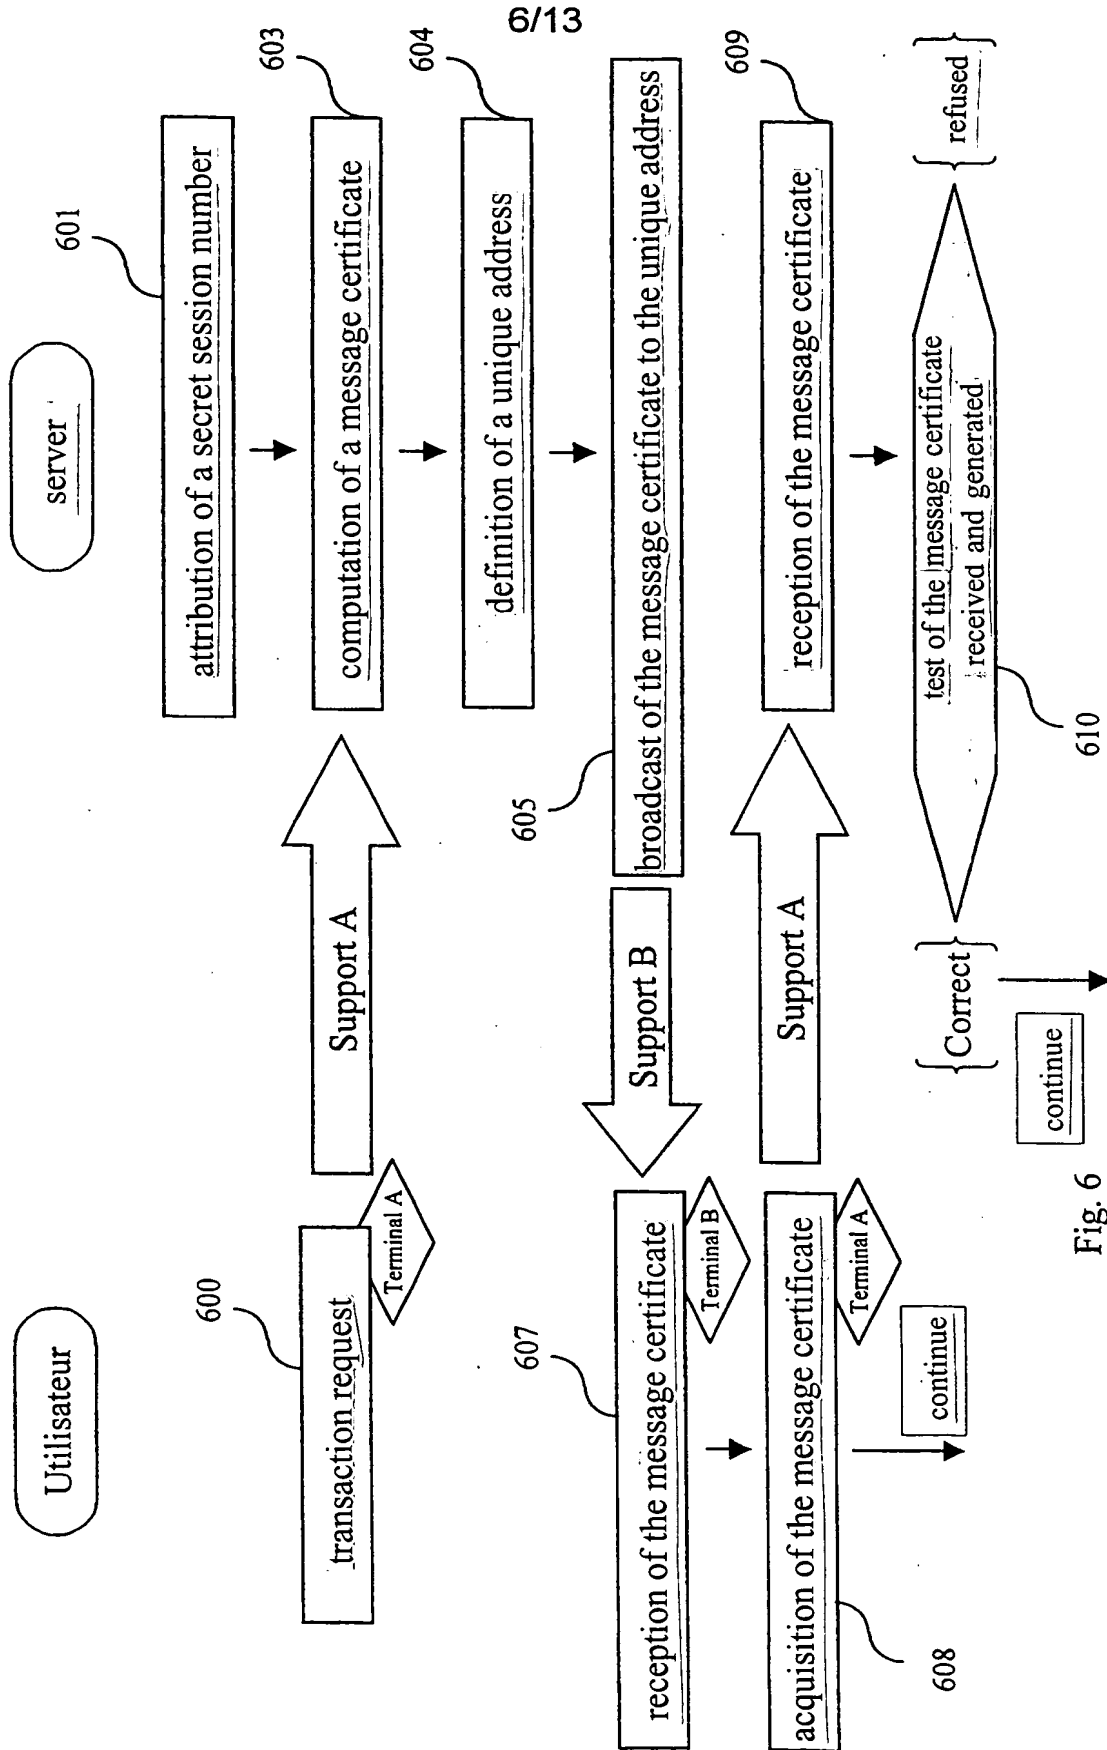 6/13
Utilisateur
server
601
attribution of a secret session number
600
transaction request
Terminal A
Support A
603
computation of a message certificate
604
definition of a unique address
605
broadcast of the message certificate to the unique address
Support B
607
reception of the message certificate
Terminal B
608
acquisition of the message certificate
Terminal A
Support A
609
reception of the message certificate
continue
610
test of the message certificate
received and generated
Correct
refused
continue
Fig. 6